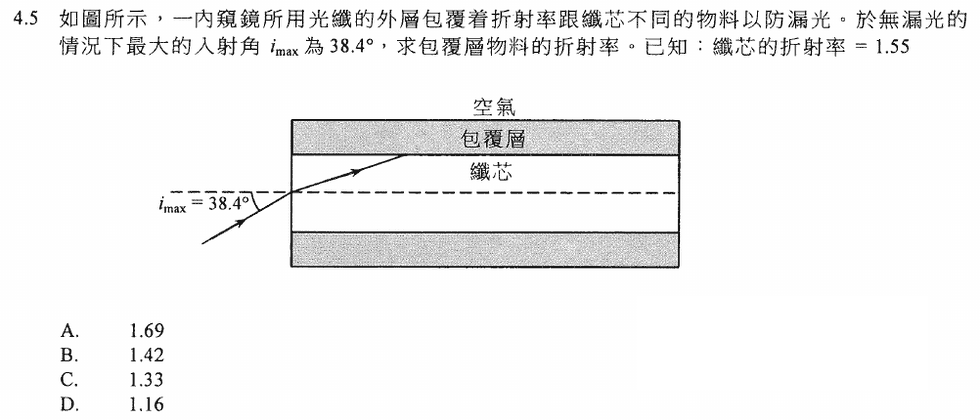 4.5 如圖所示，一內窺鏡所用光纖的外層包覆着折射率跟纖芯不同的物料以防漏光。於無漏光的
情況下最大的入射角 imax 為 38.4°，求包覆層物料的折射率。已知：纖芯的折射率 = 1.55
空氣
包覆層
纖芯
imax = 38.4°
A. 1.69
B. 1.42
C. 1.33
D. 1.16